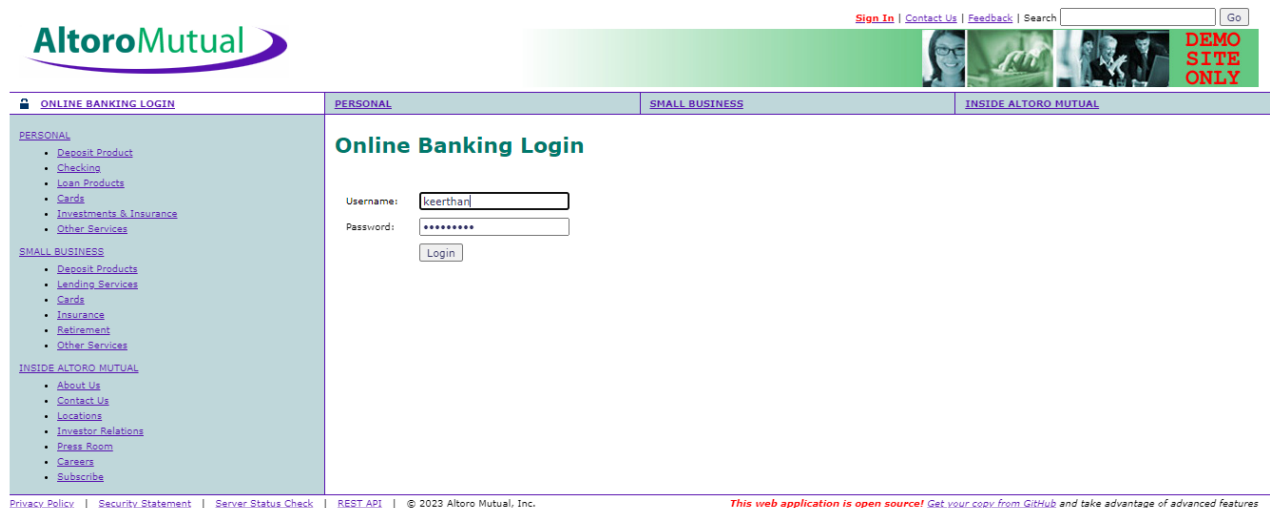 Sign In | Contact Us | Feedback | Search Go
AltoroMutual
DEMO
SITE
ONLY
ONLINE BANKING LOGIN
PERSONAL
SMALL BUSINESS
INSIDE ALTORO MUTUAL
PERSONAL
• Deposit Product
• Checking
• Loan Products
• Cards
• Investments & Insurance
• Other Services
SMALL BUSINESS
• Deposit Products
• Lending Services
• Cards
• Insurance
• Retirement
• Other Services
INSIDE ALTORO MUTUAL
• About Us
• Contact Us
• Locations
• Investor Relations
• Press Room
• Careers
• Subscribe
Online Banking Login
Username: keerthan
Password: •••••••••
Login
Privacy Policy | Security Statement | Server Status Check | REST API | © 2023 Altoro Mutual, Inc.
This web application is open source! Get your copy from GitHub and take advantage of advanced features